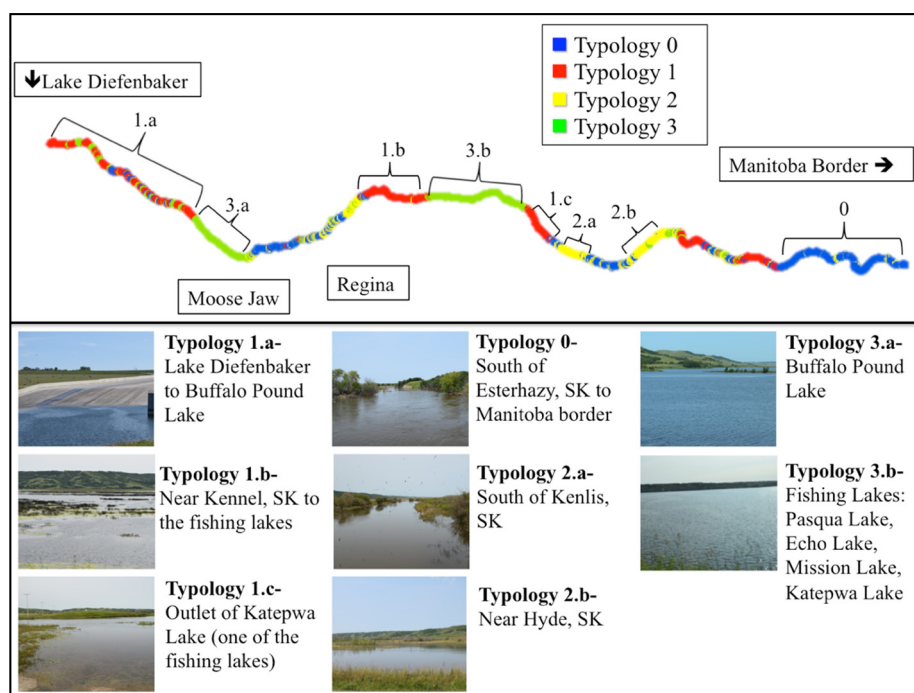 Typology 0
Typology 1
Typology 2
Typology 3
🡻Lake Diefenbaker
1.a
1.b
3.b
Manitoba Border 🡺
3.a
1.c
2.a
2.b
0
Moose Jaw
Regina
Typology 1.a-
Lake Diefenbaker
to Buffalo Pound
Lake
Typology 0-
South of
Esterhazy, SK to
Manitoba border
Typology 3.a-
Buffalo Pound
Lake
Typology 1.b-
Near Kennel, SK to
the fishing lakes
Typology 2.a-
South of Kenlis,
SK
Typology 3.b-
Fishing Lakes:
Pasqua Lake,
Echo Lake,
Mission Lake,
Katepwa Lake
Typology 1.c-
Outlet of Katepwa
Lake (one of the
fishing lakes)
Typology 2.b-
Near Hyde, SK